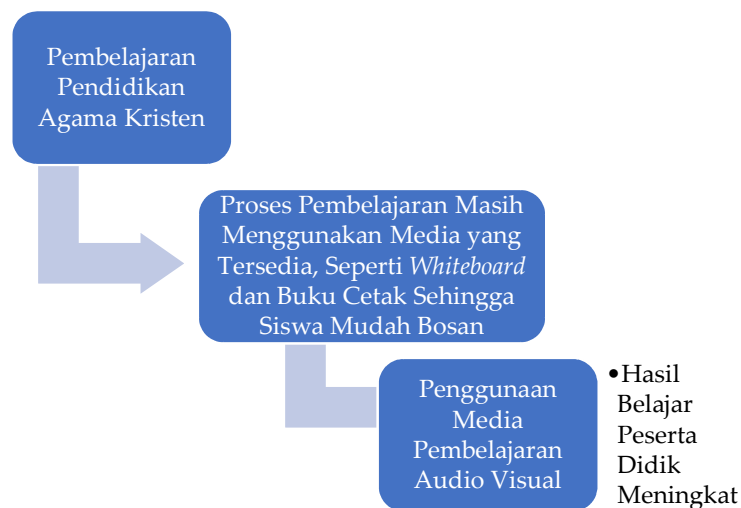 Pembelajaran
Pendidikan
Agama Kristen
Proses Pembelajaran Masih
Menggunakan Media yang
Tersedia, Seperti Whiteboard
dan Buku Cetak Sehingga
Siswa Mudah Bosan
Penggunaan
Media
Pembelajaran
Audio Visual
•Hasil
Belajar
Peserta
Didik
Meningkat